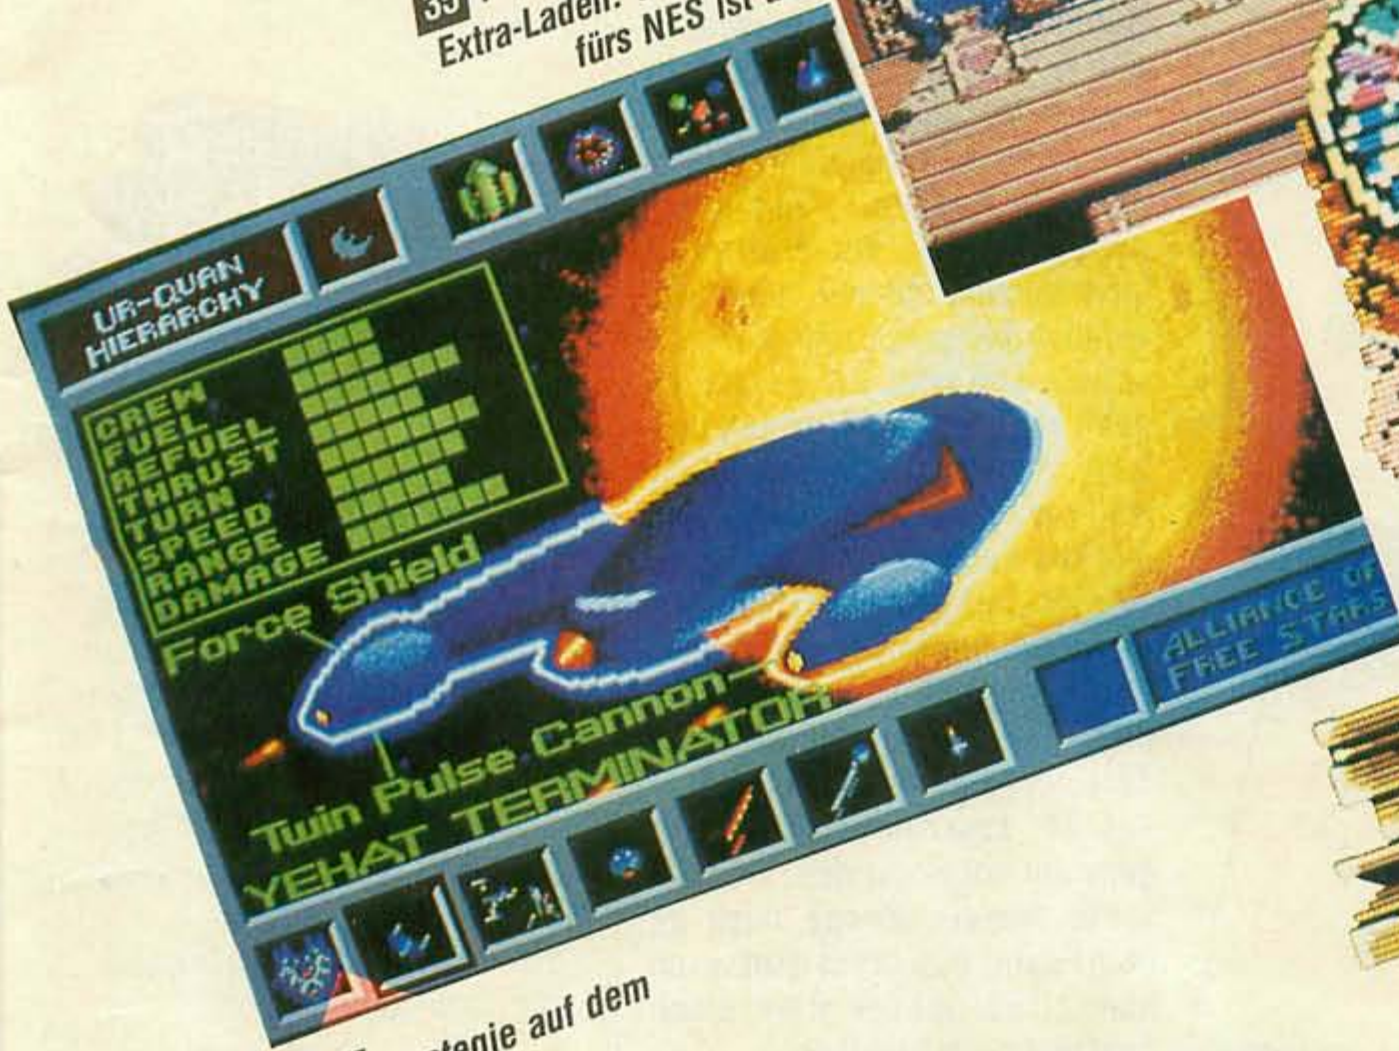 35
Extra-Laden.
fürs NES ist
UR-QUAN
HIERARCHY
CREW
FUEL
REFUEL
THRUST
TURN
SPEED
RANGE
DAMAGE
Force Shield
Twin Pulse Cannon
YEHAT TERMINATOR
ALLIANCE OF
FREE STARS
auf dem